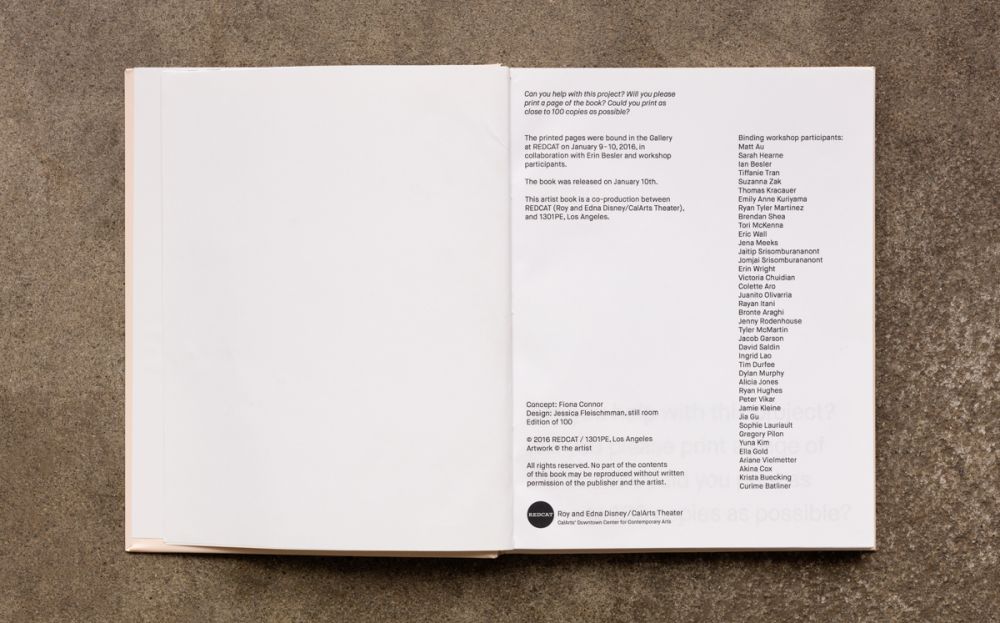 Can you help with this project? Will you please
print a page of the book? Could you print as
close to 100 copies as possible?
The printed pages were bound in the Gallery
at REDCAT on January 9-10, 2016, in
collaboration with Erin Besler and workshop
participants.
The book was released on January 10th.
This artist book is a co-production between
REDCAT (Roy and Edna Disney/CalArts Theater),
and 1301PE, Los Angeles.
Concept: Fiona Connor
Design: Jessica Fleischmman, still room
Edition of 100
© 2016 REDCAT / 1301PE, Los Angeles
Artwork © the artist
All rights reserved. No part of the contents
of this book may be reproduced without written
permission of the publisher and the artist.
REDCAT
Roy and Edna Disney/CalArts Theater
CalArts' Downtown Center for Contemporary Arts
Binding workshop participants:
Matt Au
Sarah Hearne
Ian Besler
Tiffanie Tran
Suzanna Zak
Thomas Kracauer
Emily Anne Kuriyama
Ryan Tyler Martinez
Brendan Shea
Tori McKenna
Eric Wall
Jena Meeks
Jaitip Srisomburananont
Jomjai Srisomburananont
Erin Wright
Victoria Chuidian
Colette Aro
Juanito Olivarria
Rayan Itani
Bronte Araghi
Jenny Rodenhouse
Tyler McMartin
Jacob Garson
David Saldin
Ingrid Lao
Tim Durfee
Dylan Murphy
Alicia Jones
Ryan Hughes
Peter Vikar
Jamie Kleine
Jia Gu
Sophie Lauriault
Gregory Pilon
Yuna Kim
Ella Gold
Ariane Vielmetter
Akina Cox
Krista Buecking
Curime Batliner
help with this project?
please print a page of
you
copies as possible?